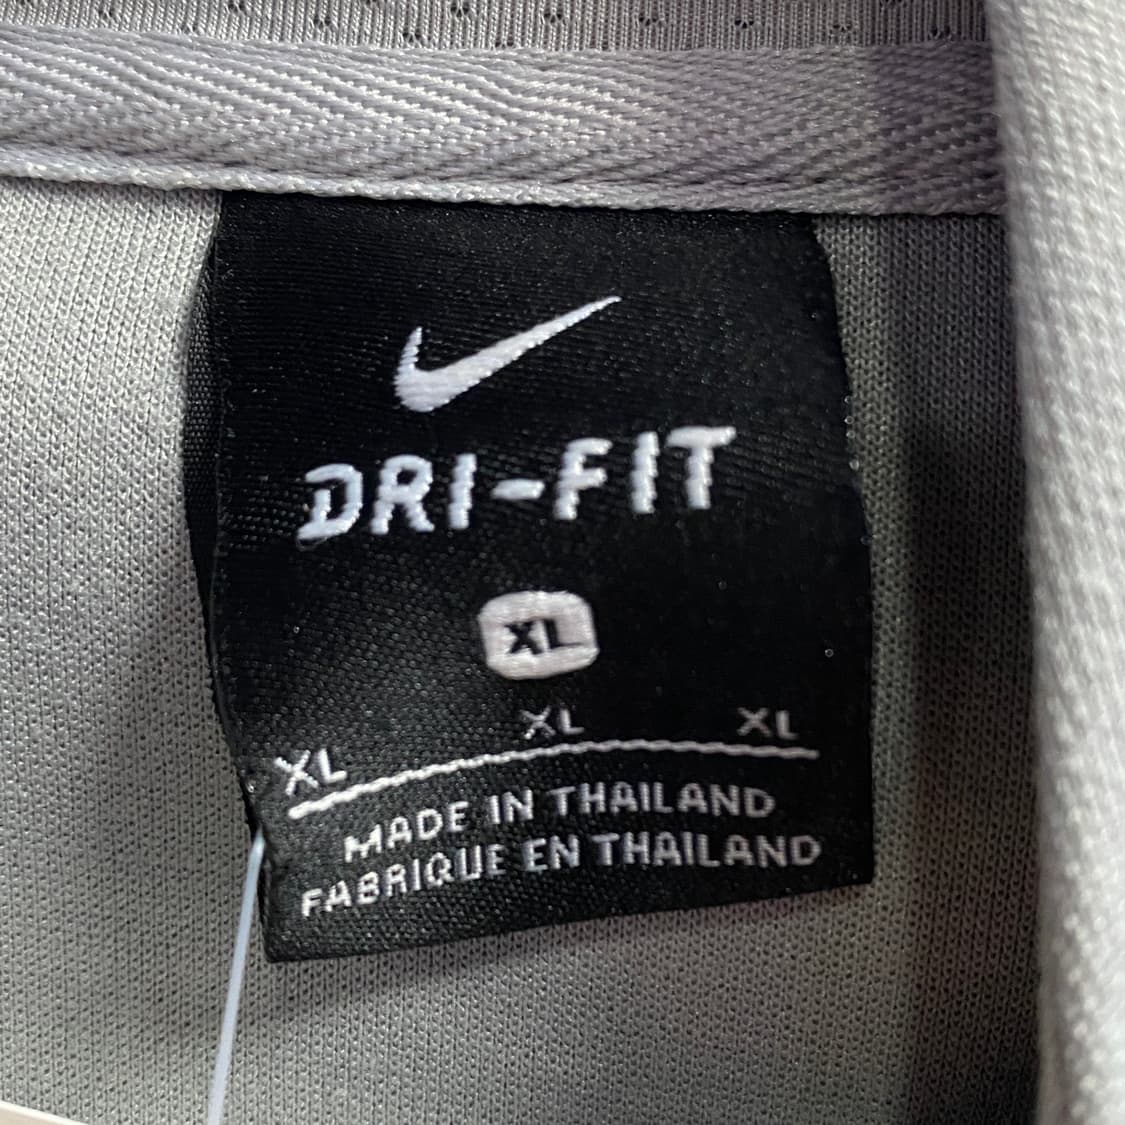 DRI-FIT
XL
XL XL XL
MADE IN THAILAND
FABRIQUE EN THAILAND